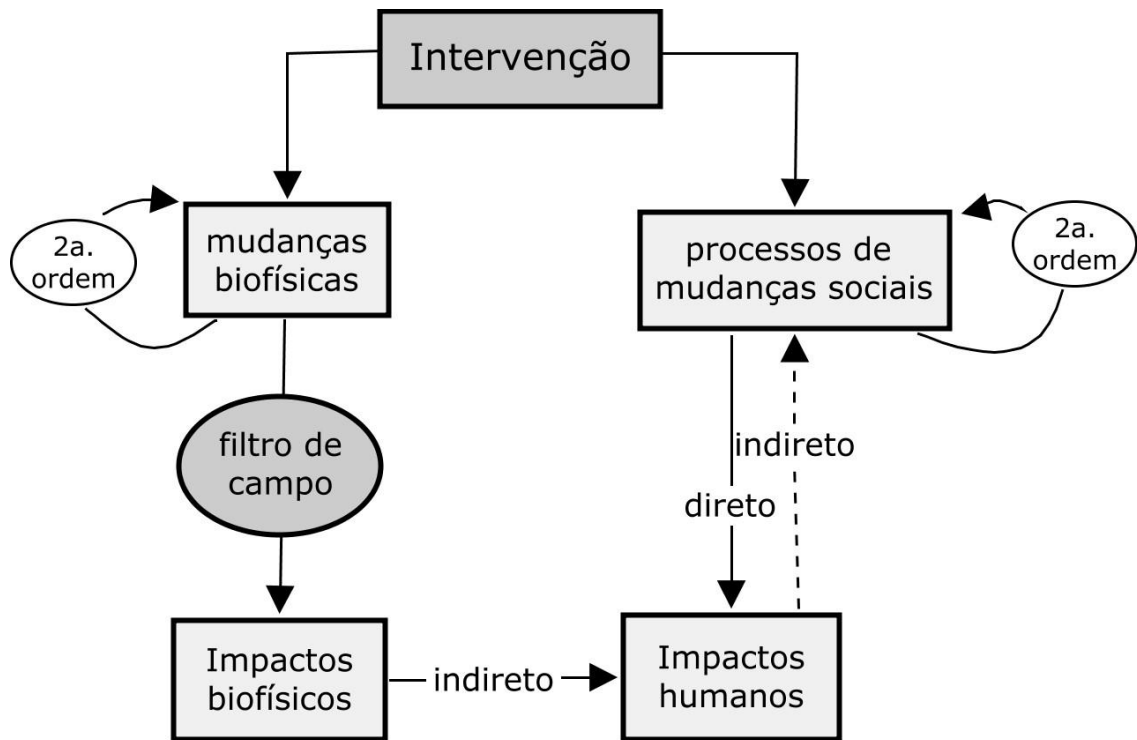 Intervenção
mudanças
biofísicas
2a.
ordem
processos de
mudanças sociais
2a.
ordem
filtro de
campo
indireto
direto
Impactos
biofísicos
indireto
Impactos
humanos